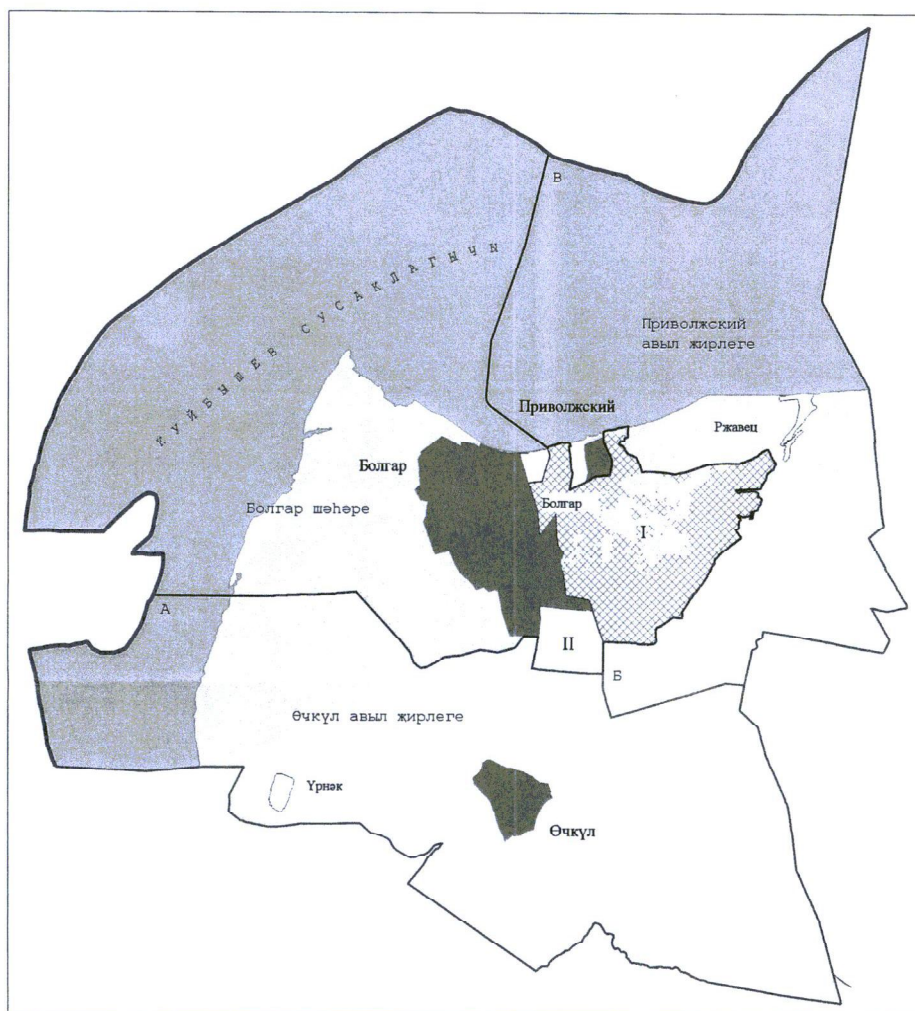 В
КУЙБЫШЕВ СУСАКЛАГЫЧЫ
Приволжский
авыл жирлеге
Приволжский
Ржавец
Болгар
Болгар
Болгар шәһәре
I
А
II
Б
Өчкүл авыл жирлеге
Үрнәк
Өчкүл